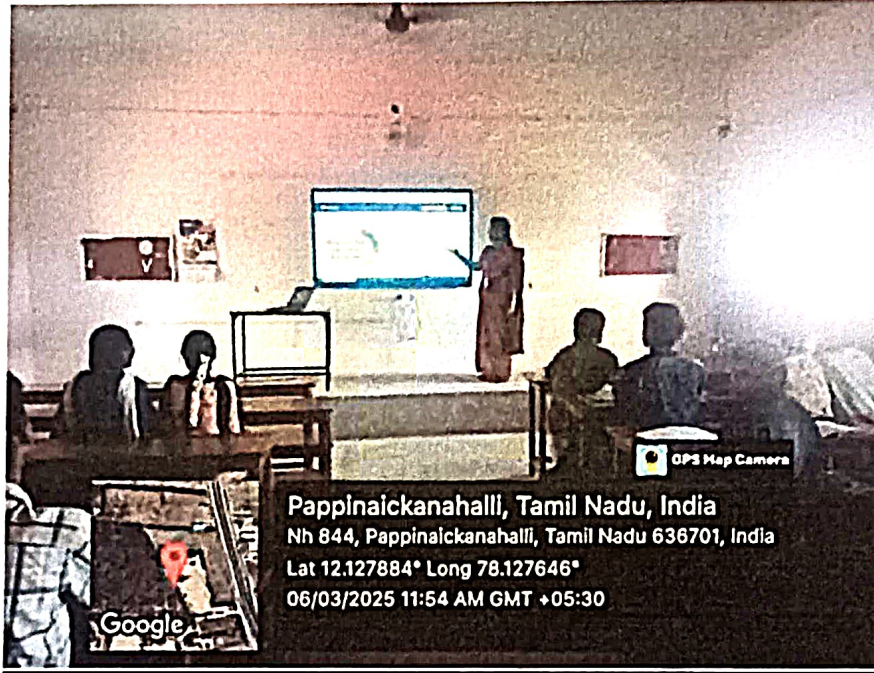 GPS Map Camera
Pappinaickanahalli, Tamil Nadu, India
Nh 844, Pappinaickanahalli, Tamil Nadu 636701, India
Lat 12.127884° Long 78.127646°
06/03/2025 11:54 AM GMT +05:30
Google